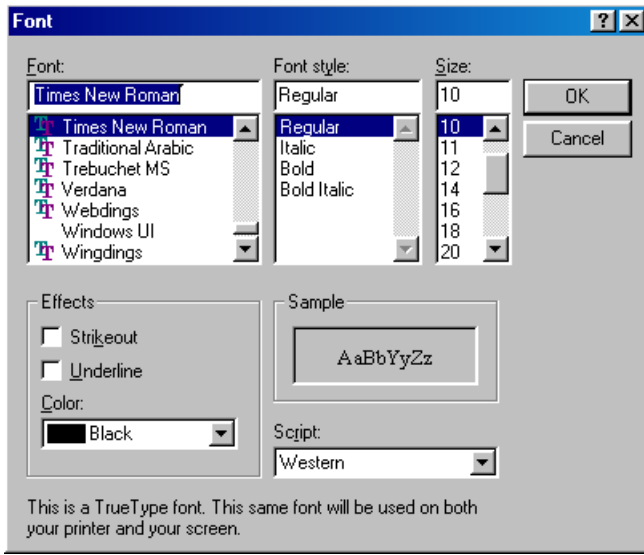 Font
Font:
Times New Roman
Times New Roman
Traditional Arabic
Trebuchet MS
Verdana
Webdings
Windows UI
Wingdings
Font style:
Regular
Regular
Italic
Bold
Bold Italic
Size:
10
10
11
12
14
16
18
20
OK
Cancel
Effects
Strikeout
Underline
Color:
Black
Sample
AaBbYyZz
Script:
Western
This is a TrueType font. This same font will be used on both
your printer and your screen.